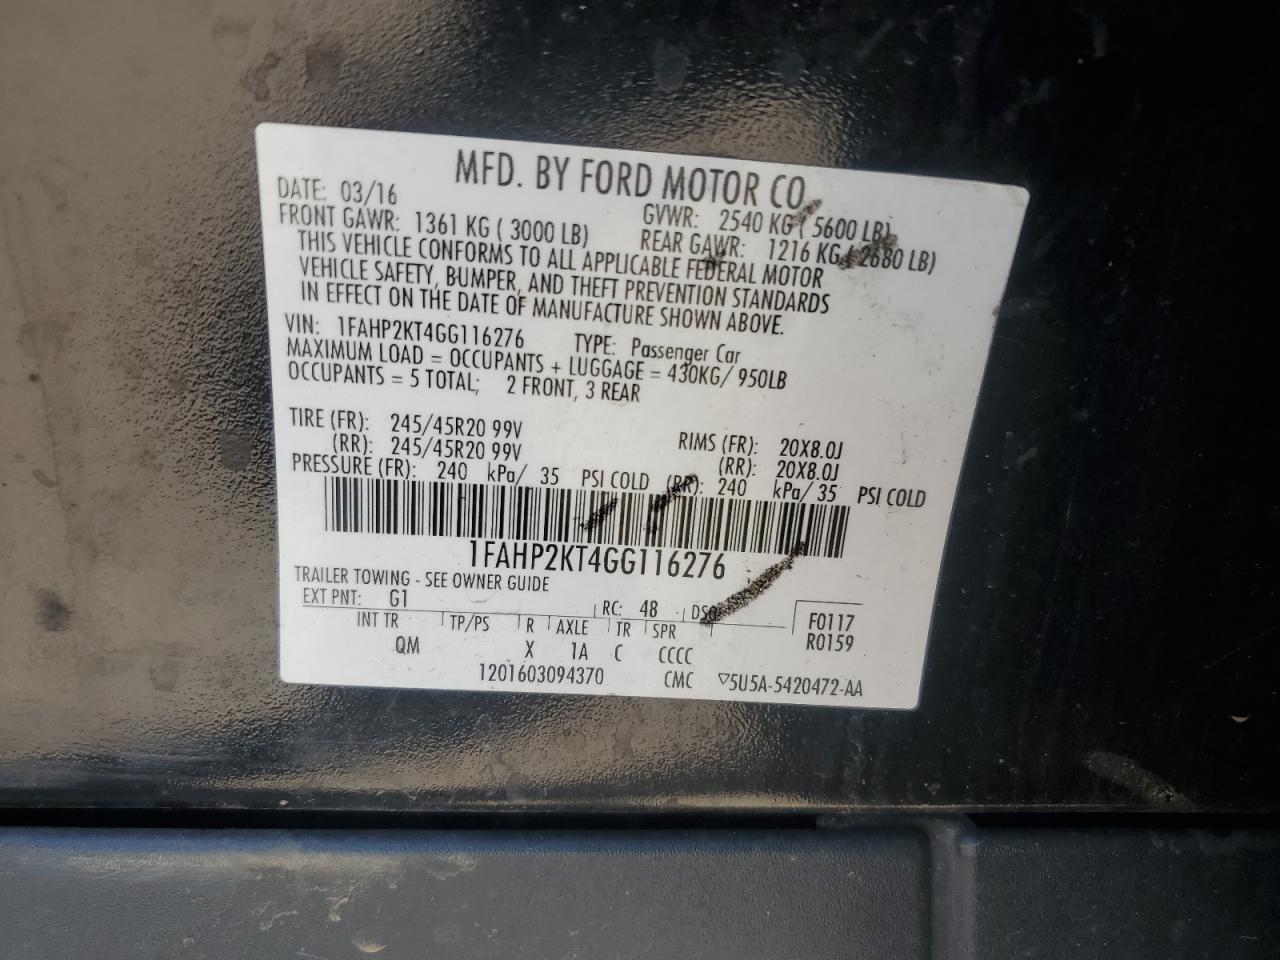 MFD. BY FORD MOTOR CO.
DATE: 03/16 GVWR: 2540 KG ( 5600 LB)
FRONT GAWR: 1361 KG ( 3000 LB) REAR GAWR: 1216 KG ( 2680 LB)
THIS VEHICLE CONFORMS TO ALL APPLICABLE FEDERAL MOTOR
VEHICLE SAFETY, BUMPER, AND THEFT PREVENTION STANDARDS
IN EFFECT ON THE DATE OF MANUFACTURE SHOWN ABOVE.
VIN: 1FAHP2KT4GG116276 TYPE: Passenger Car
MAXIMUM LOAD = OCCUPANTS + LUGGAGE = 430KG/ 950LB
OCCUPANTS = 5 TOTAL; 2 FRONT, 3 REAR
TIRE (FR): 245/45R20 99V RIMS (FR): 20X8.0J
(RR): 245/45R20 99V (RR): 20X8.0J
PRESSURE (FR): 240 kPa/ 35 PSI COLD (RR): 240 kPa/ 35 PSI COLD
1FAHP2KT4GG116276
TRAILER TOWING - SEE OWNER GUIDE
EXT PNT: G1 RC: 48 DSO F0117
INT TR TP/PS R AXLE TR SPR R0159
QM X 1A C CCCC
1201603094370 CMC ▽5U5A-5420472-AA